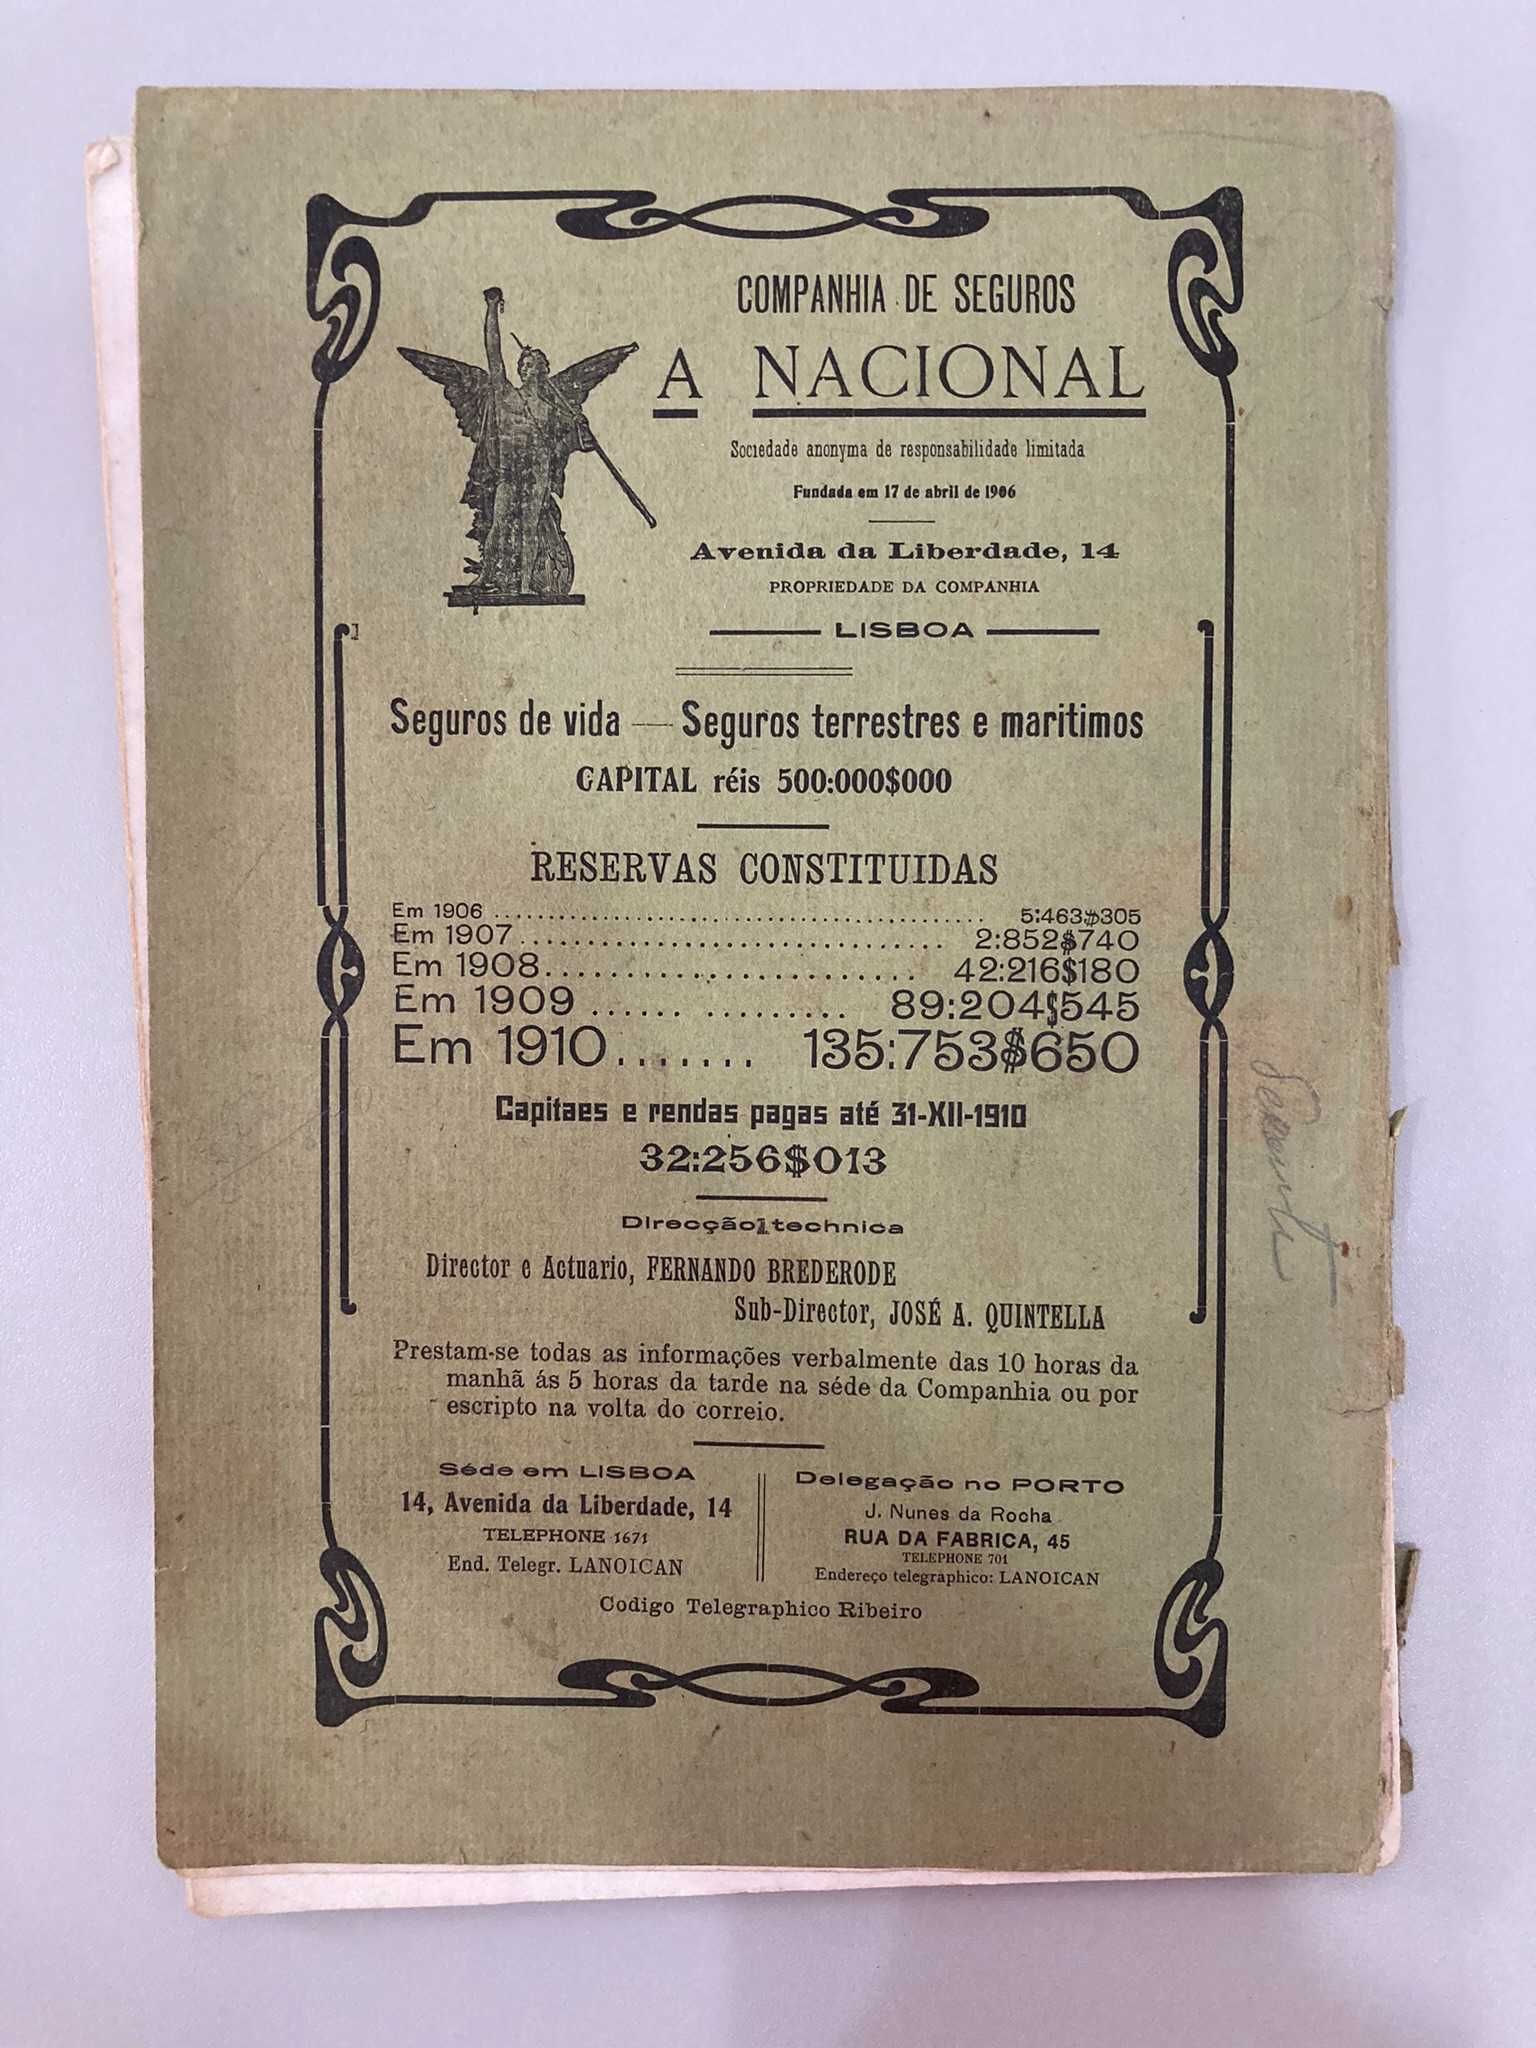 COMPANHIA DE SEGUROS
A NACIONAL
Sociedade anonyma de responsabilidade limitada
Fundada em 17 de abril de 1906
Avenida da Liberdade, 14
PROPRIEDADE DA COMPANHIA
LISBOA
Seguros de vida — Seguros terrestres e maritimos
CAPITAL réis 500:000$000
RESERVAS CONSTITUIDAS
Em 1906 ............................................. 5:463$305
Em 1907 ................................. 2:852$740
Em 1908 ........................ 42:216$180
Em 1909 ...... ......... 89:204$545
Em 1910 ....... 135:753$650
Capitaes e rendas pagas até 31-XII-1910
32:256$013
Direcção technica
Director e Actuario, FERNANDO BREDERODE
Sub-Director, JOSÉ A. QUINTELLA
Prestam-se todas as informações verbalmente das 10 horas da
manhã ás 5 horas da tarde na séde da Companhia ou por
escripto na volta do correio.
Séde em LISBOA
14, Avenida da Liberdade, 14
TELEPHONE 1671
End. Telegr. LANOICAN
Delegação no PORTO
J. Nunes da Rocha
RUA DA FABRICA, 45
TELEPHONE 701
Endereço telegraphico: LANOICAN
Codigo Telegraphico Ribeiro